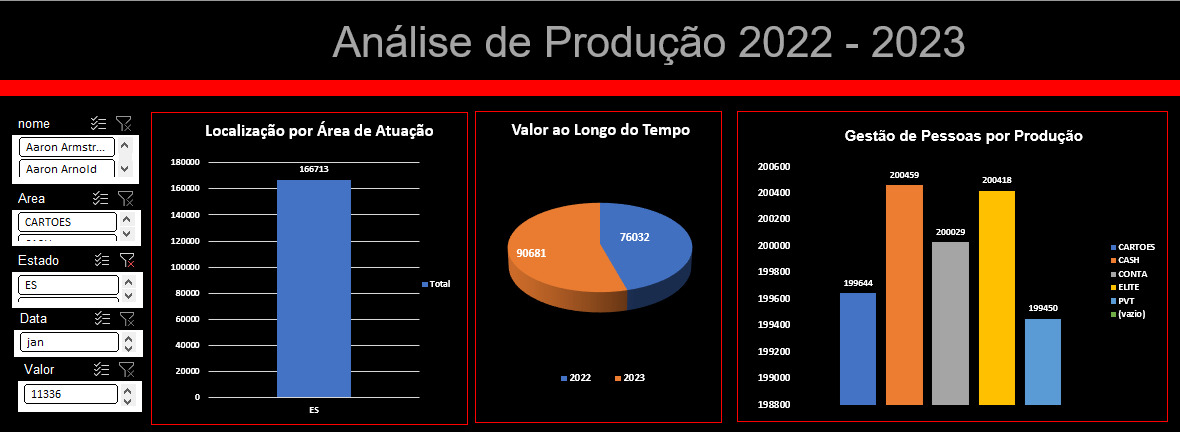 Análise de Produção 2022 - 2023
nome
Aaron Armstr...
Aaron Arnold
Area
CARTOES
Estado
ES
Data
jan
Valor
11336
Localização por Área de Atuação
180000
160000
140000
120000
100000
80000
60000
40000
20000
0
166713
ES
Total
Valor ao Longo do Tempo
76032
90681
2022
2023
Gestão de Pessoas por Produção
200600
200400
200200
200000
199800
199600
199400
199200
199000
198800
199644
200459
200029
200418
199450
CARTOES
CASH
CONTA
ELITE
PVT
(vazio)